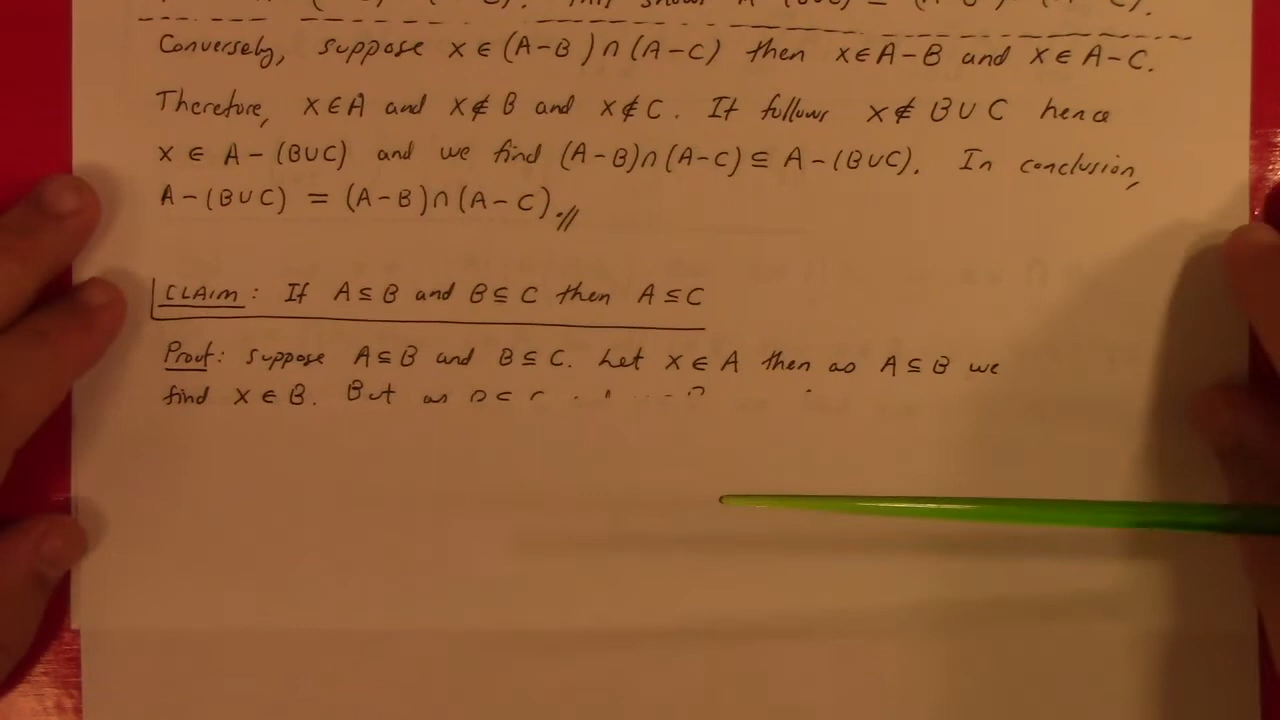 Conversely, suppose x ∈ (A-B)∩(A-C) then x∈A-B and x∈A-C.
Therefore, x∈A and x∉B and x∉C. It follows x∉B∪C hence
x ∈ A-(B∪C) and we find (A-B)∩(A-C)⊆A-(B∪C). In conclusion,
A-(B∪C) = (A-B)∩(A-C).//
CLAIM: If A⊆B and B⊆C then A⊆C
Proof: suppose A⊆B and B⊆C. Let x∈A then as A⊆B we
find x∈B. But as